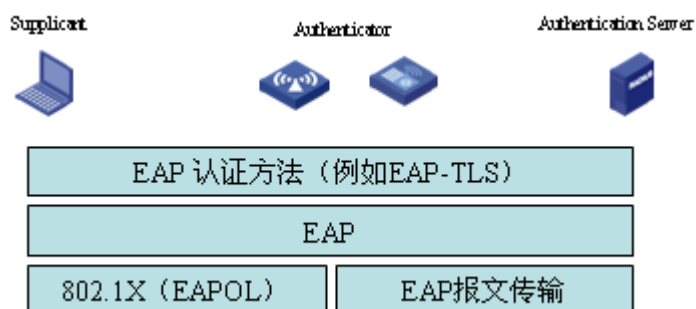 Supplicant Authenticator Authentication Server
EAP 认证方法（例如EAP-TLS）
EAP
802.1X（EAPOL） EAP报文传输